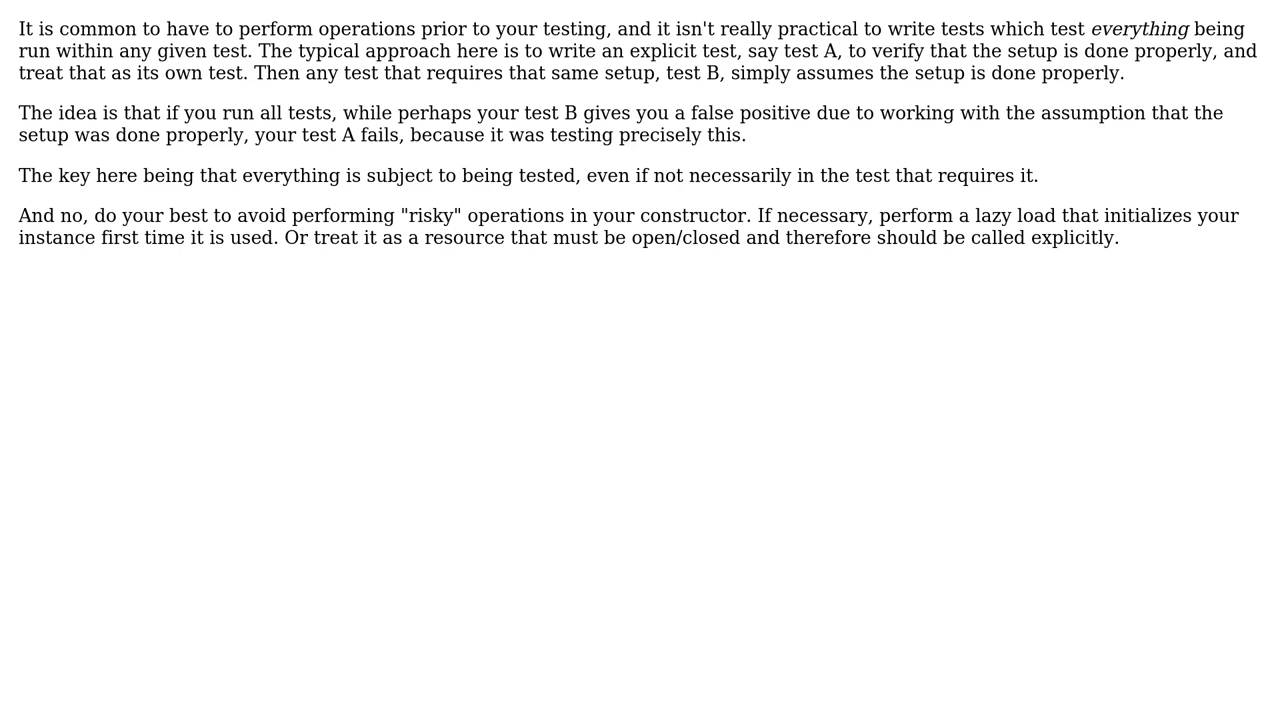 It is common to have to perform operations prior to your testing, and it isn't really practical to write tests which test everything being
run within any given test. The typical approach here is to write an explicit test, say test A, to verify that the setup is done properly, and
treat that as its own test. Then any test that requires that same setup, test B, simply assumes the setup is done properly.
The idea is that if you run all tests, while perhaps your test B gives you a false positive due to working with the assumption that the
setup was done properly, your test A fails, because it was testing precisely this.
The key here being that everything is subject to being tested, even if not necessarily in the test that requires it.
And no, do your best to avoid performing "risky" operations in your constructor. If necessary, perform a lazy load that initializes your
instance first time it is used. Or treat it as a resource that must be open/closed and therefore should be called explicitly.